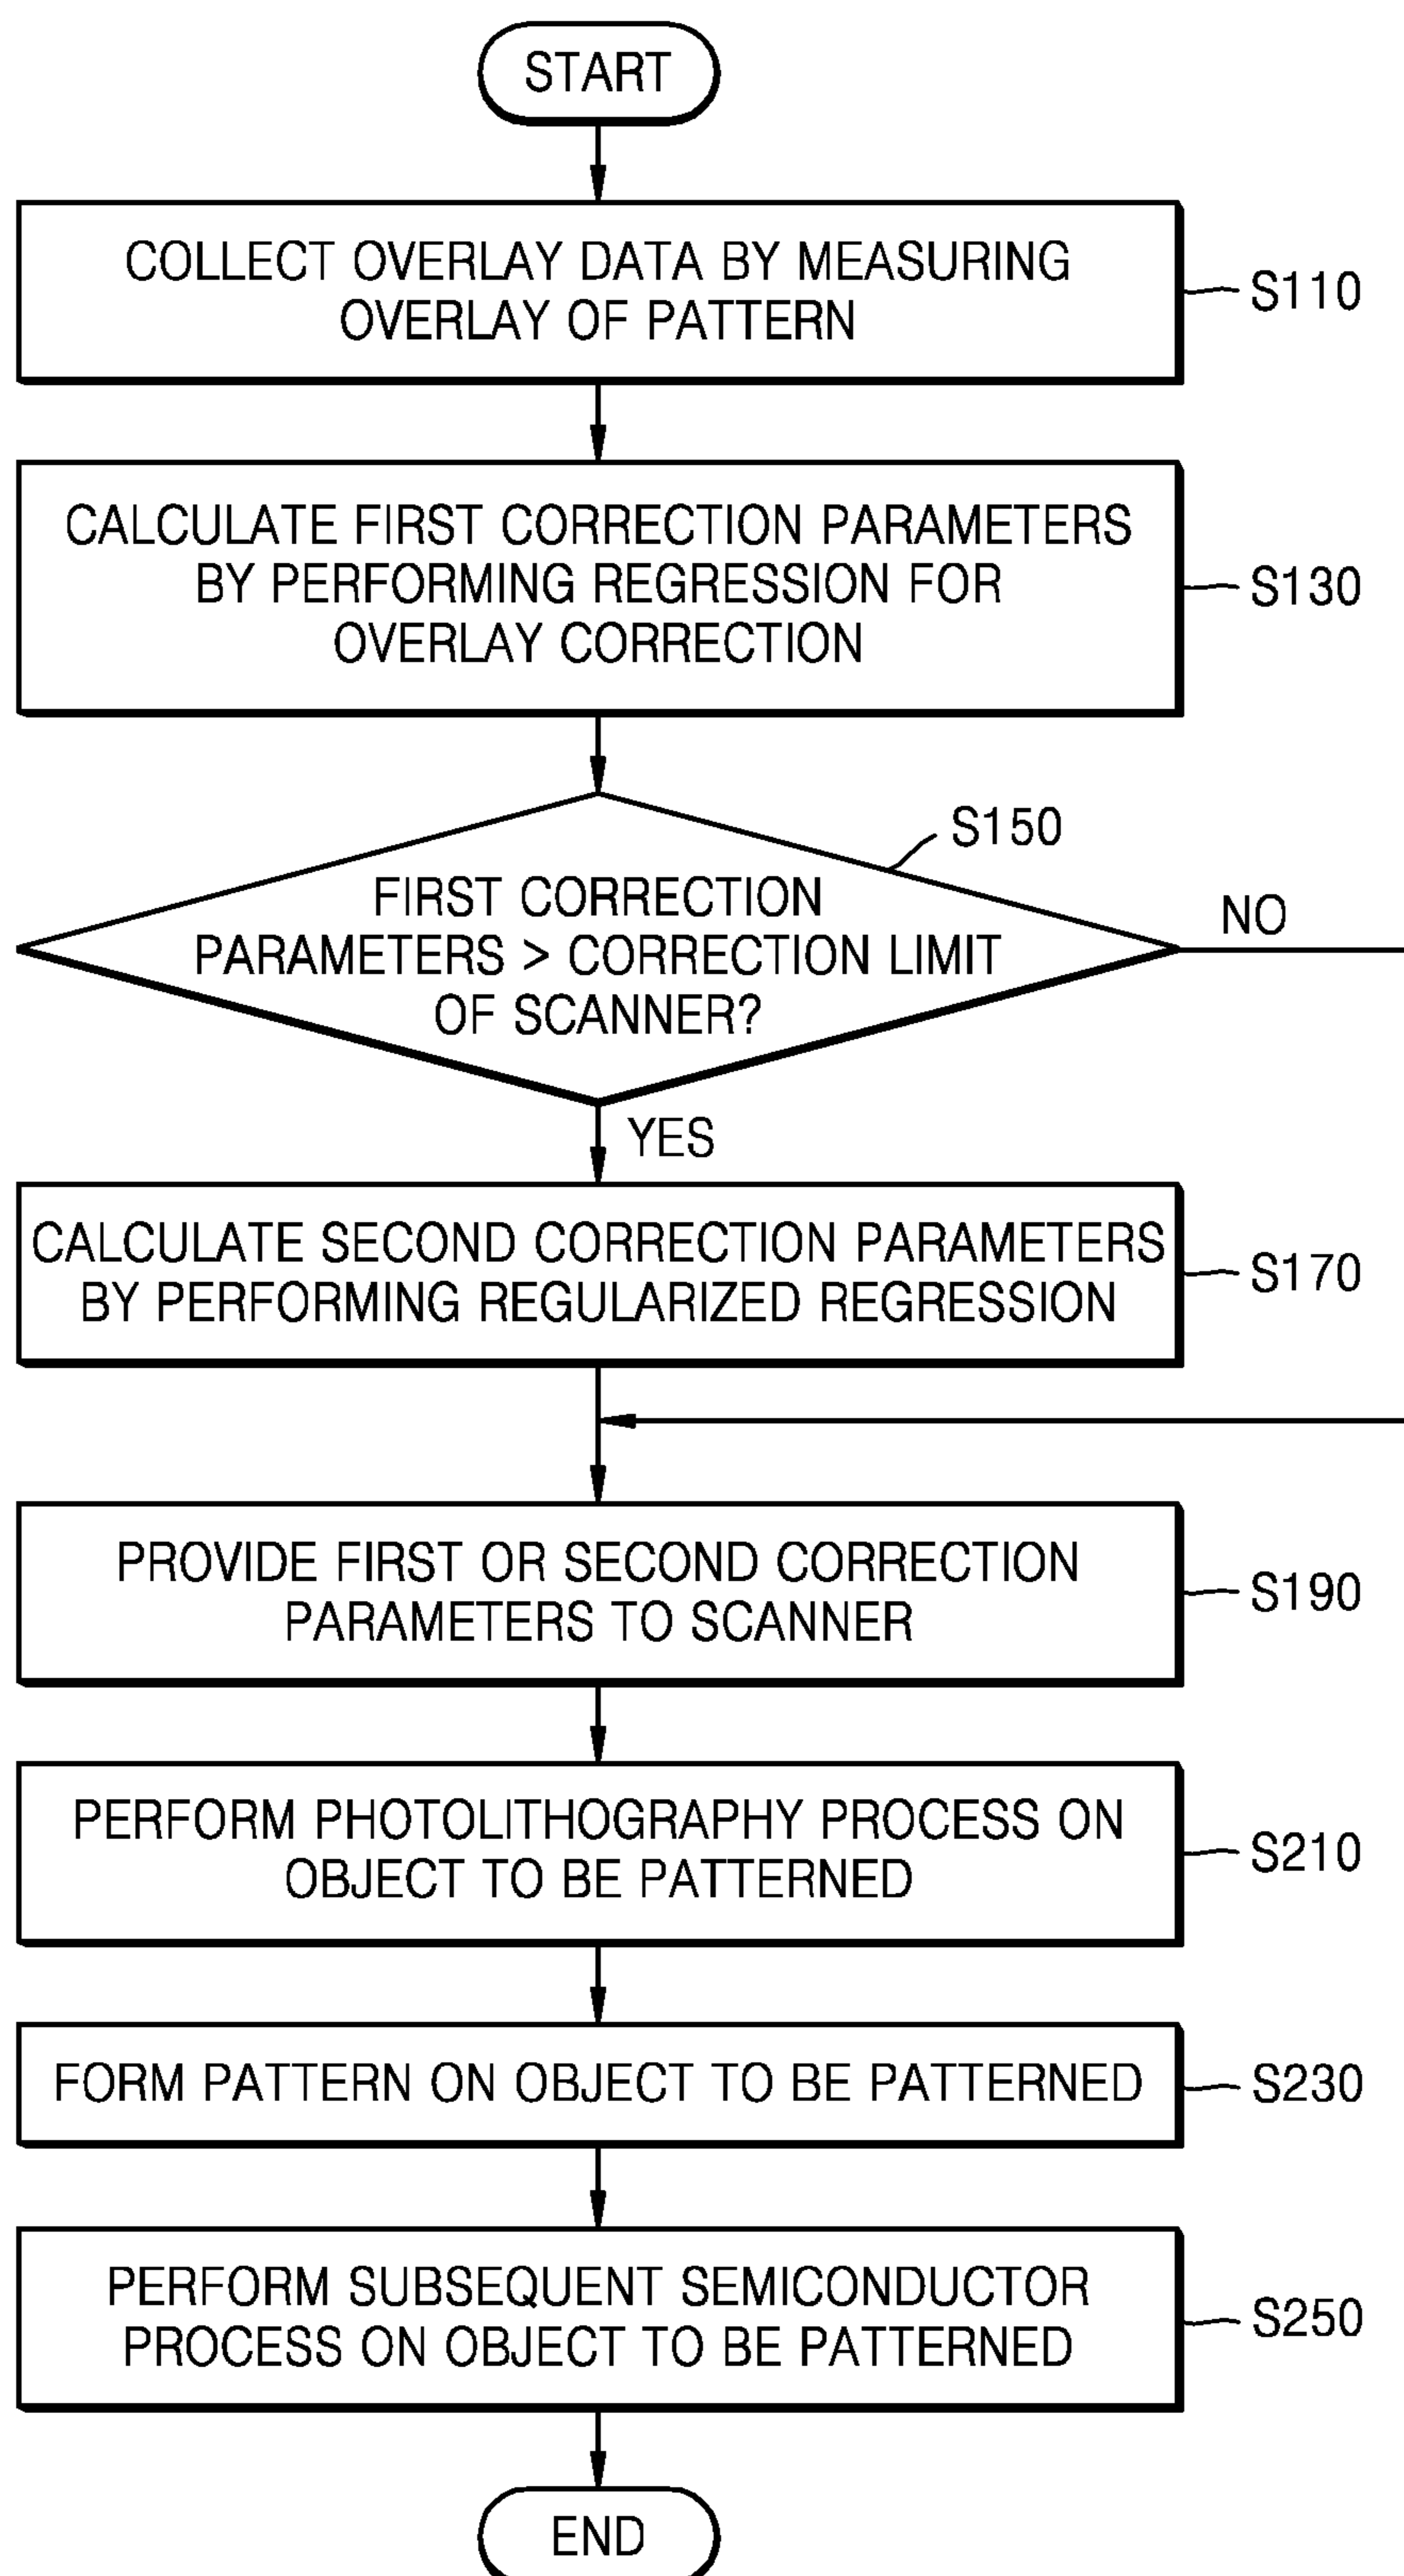 START
COLLECT OVERLAY DATA BY MEASURING
OVERLAY OF PATTERN
S110
CALCULATE FIRST CORRECTION PARAMETERS
BY PERFORMING REGRESSION FOR
OVERLAY CORRECTION
S130
S150
FIRST CORRECTION
PARAMETERS > CORRECTION LIMIT
OF SCANNER?
NO
YES
CALCULATE SECOND CORRECTION PARAMETERS
BY PERFORMING REGULARIZED REGRESSION
S170
PROVIDE FIRST OR SECOND CORRECTION
PARAMETERS TO SCANNER
S190
PERFORM PHOTOLITHOGRAPHY PROCESS ON
OBJECT TO BE PATTERNED
S210
FORM PATTERN ON OBJECT TO BE PATTERNED
S230
PERFORM SUBSEQUENT SEMICONDUCTOR
PROCESS ON OBJECT TO BE PATTERNED
S250
END